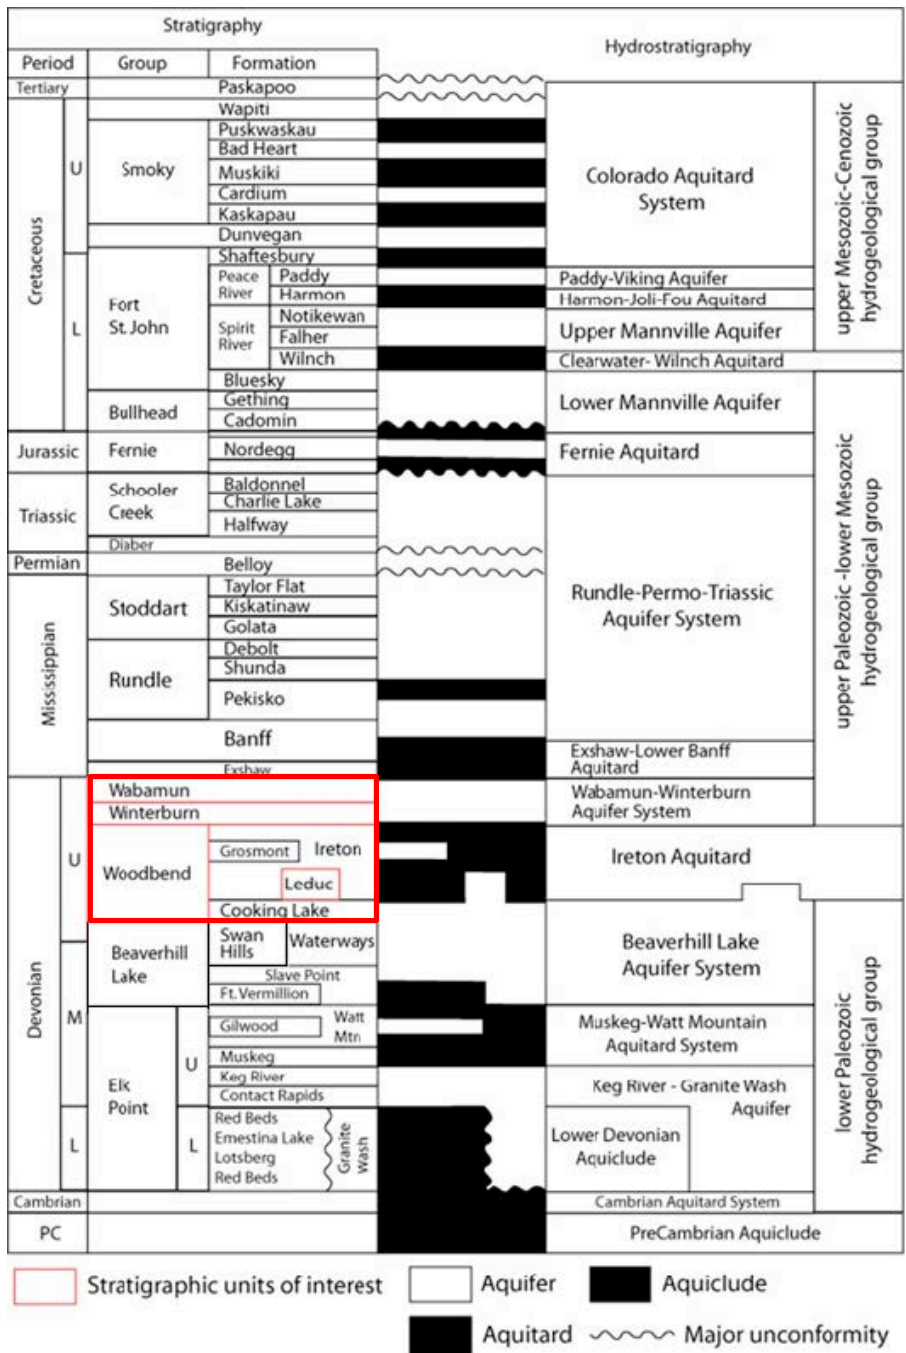 Stratigraphy
Hydrostratigraphy
Period
Group
Formation
Tertiary
Paskapoo
Cretaceous
U
Wapiti
Smoky
Puskwaskau
Bad Heart
Muskiki
Cardium
Kaskapau
Dunvegan
Colorado Aquitard
System
upper Mesozoic-Cenozoic
hydrogeological group
L
Fort
St. John
Shaftesbury
Peace
River
Paddy
Harmon
Spirit
River
Notikewan
Falher
Wilnch
Bluesky
Paddy-Viking Aquifer
Harmon-Joli-Fou Aquitard
Upper Mannville Aquifer
Clearwater- Wilnch Aquitard
Bullhead
Gething
Cadomin
Lower Mannville Aquifer
Jurassic
Fernie
Nordegg
Fernie Aquitard
Triassic
Schooler
Creek
Baldonnel
Charlie Lake
Halfway
Diaber
Permian
Belloy
Mississippian
Stoddart
Taylor Flat
Kiskatinaw
Golata
Rundle
Debolt
Shunda
Pekisko
Banff
Exshaw
Rundle-Permo-Triassic
Aquifer System
Exshaw-Lower Banff
Aquitard
upper Paleozoic -lower Mesozoic
hydrogeological group
Devonian
U
Wabamun
Winterburn
Wabamun-Winterburn
Aquifer System
Woodbend
Grosmont
Ireton
Leduc
Cooking Lake
Ireton Aquitard
M
Beaverhill
Lake
Swan
Hills
Waterways
Slave Point
Ft. Vermillion
Beaverhill Lake
Aquifer System
Elk
Point
U
Gilwood
Watt
Mtn
Muskeg
Keg River
Contact Rapids
Muskeg-Watt Mountain
Aquitard System
Keg River - Granite Wash
Aquifer
L
L
Red Beds
Emestina Lake
Lotsberg
Red Beds
Granite
Wash
Lower Devonian
Aquiclude
lower Paleozoic
hydrogeological group
Cambrian
Cambrian Aquitard System
PC
PreCambrian Aquiclude
Stratigraphic units of interest
Aquifer
Aquiclude
Aquitard
Major unconformity